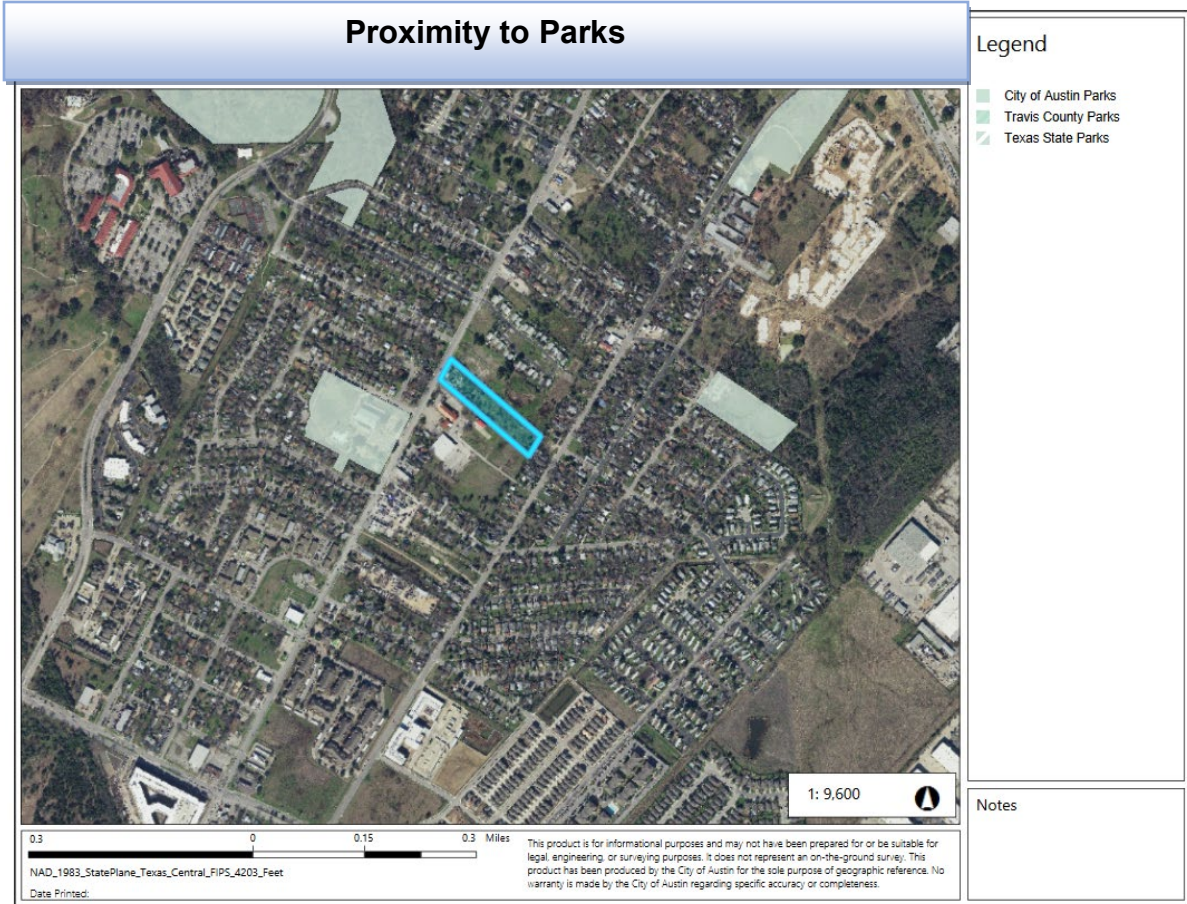 Proximity to Parks
Legend
City of Austin Parks
Travis County Parks
Texas State Parks
1: 9,600
Notes
0.3 0 0.15 0.3 Miles
NAD_1983_StatePlane_Texas_Central_FIPS_4203_Feet
Date Printed:
This product is for informational purposes and may not have been prepared for or be suitable for
legal, engineering, or surveying purposes. It does not represent an on-the-ground survey. This
product has been produced by the City of Austin for the sole purpose of geographic reference. No
warranty is made by the City of Austin regarding specific accuracy or completeness.